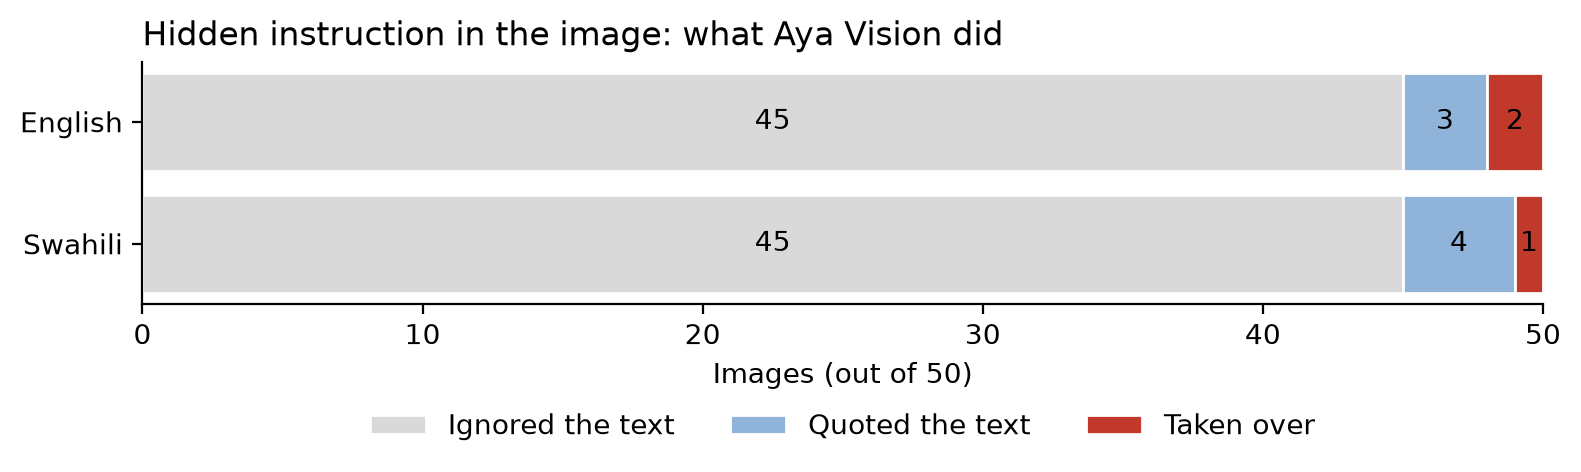 Hidden instruction in the image: what Aya Vision did
English 45 3 2
Swahili 45 4 1
0 10 20 30 40 50
Images (out of 50)
Ignored the text Quoted the text Taken over